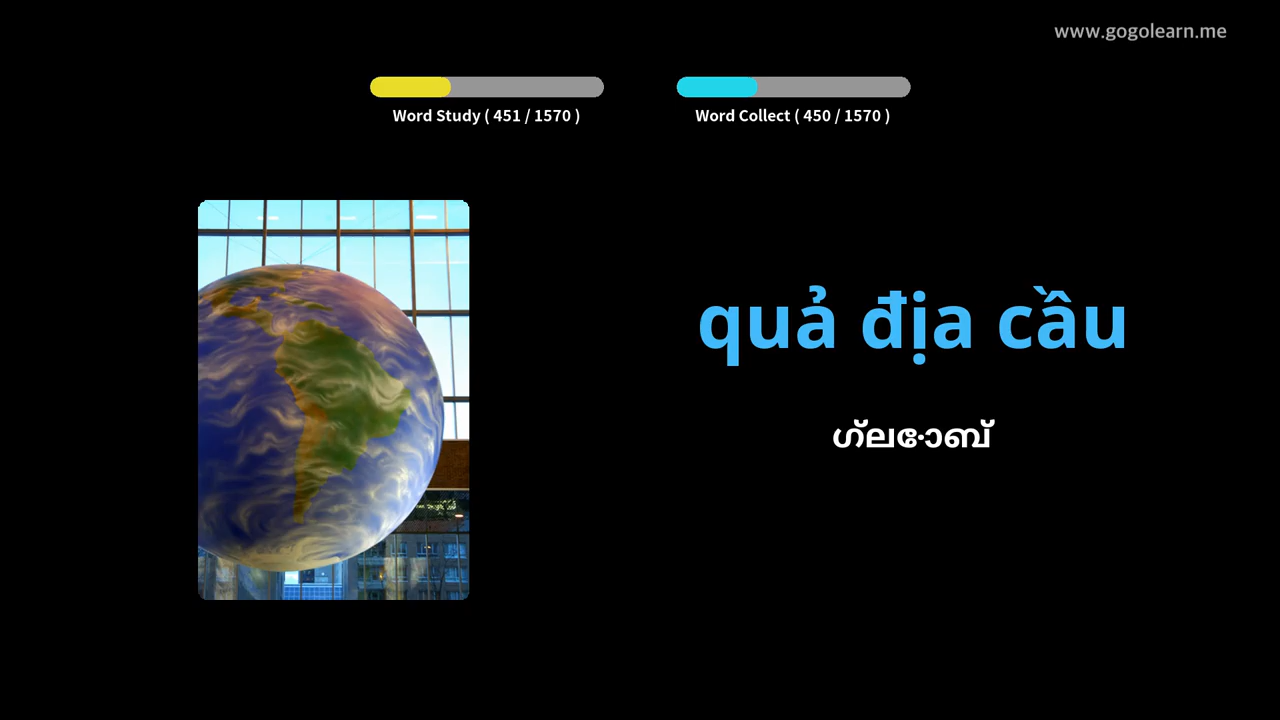 www.gogolearn.me
Word Study ( 451 / 1570 )
Word Collect ( 450 / 1570 )
quả địa cầu
ഗ്ലോബ്